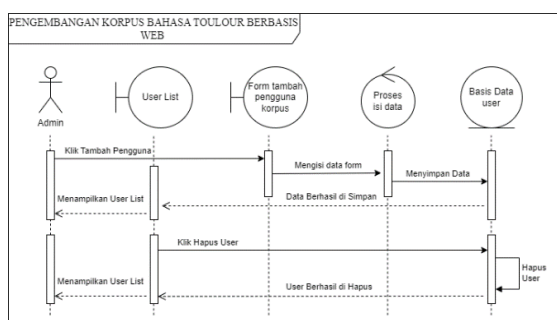 PENGEMBANGAN KORPUS BAHASA TOULOUR BERBASIS
WEB
Admin
User List
Form tambah
pengguna
korpus
Proses
isi data
Basis Data
user
Klik Tambah Pengguna
Mengisi data form
Menyimpan Data
Menampilkan User List
Data Berhasil di Simpan
Klik Hapus User
Hapus
User
Menampilkan User List
User Berhasil di Hapus